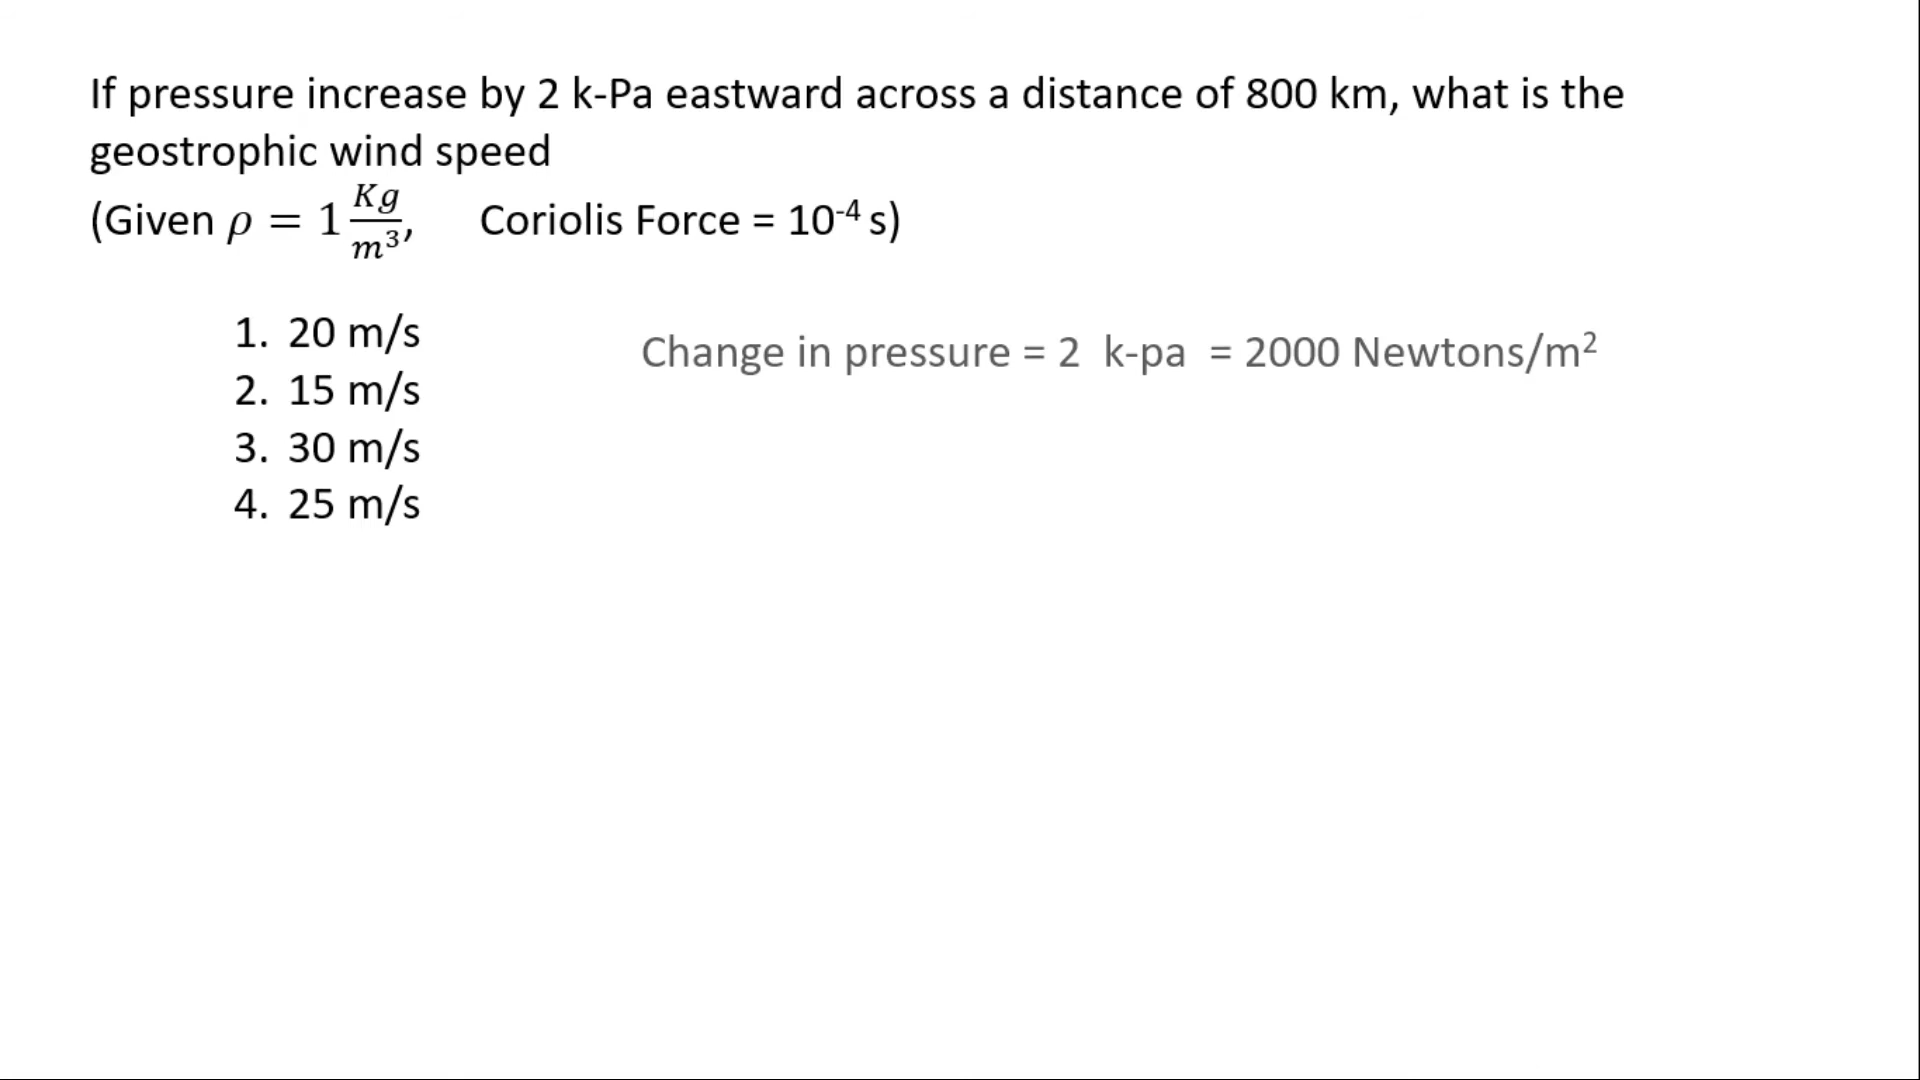 If pressure increase by 2 k-Pa eastward across a distance of 800 km, what is the
geostrophic wind speed
(Given ρ = 1 Kg/m³, Coriolis Force = 10⁻⁴ s)
1. 20 m/s
2. 15 m/s
3. 30 m/s
4. 25 m/s
Change in pressure = 2 k-pa = 2000 Newtons/m²